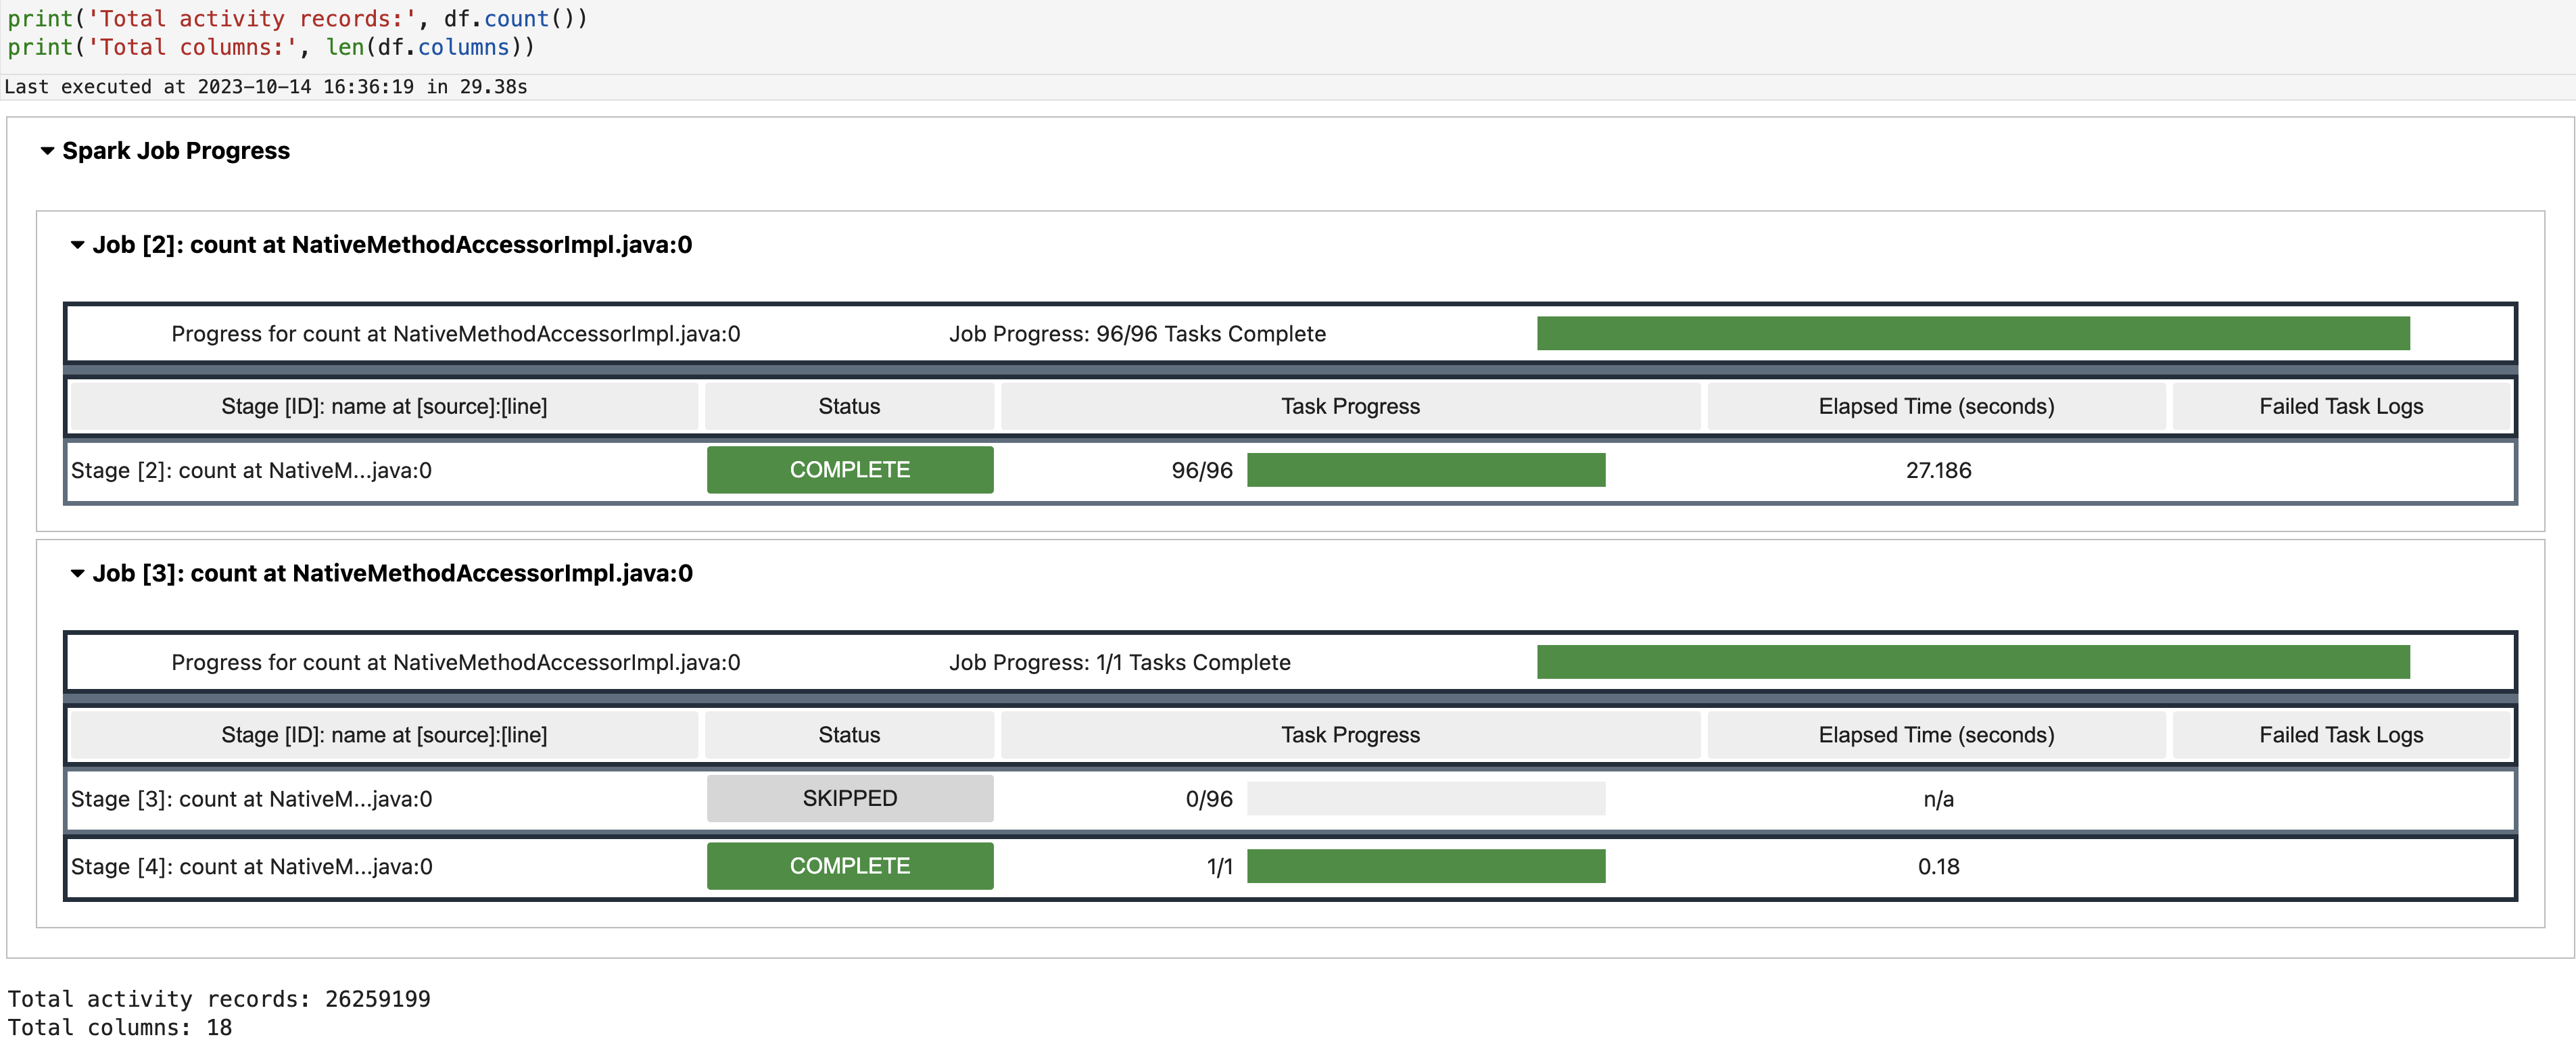 print('Total activity records:', df.count())
print('Total columns:', len(df.columns))
Last executed at 2023-10-14 16:36:19 in 29.38s
Spark Job Progress
Job [2]: count at NativeMethodAccessorImpl.java:0
Progress for count at NativeMethodAccessorImpl.java:0 Job Progress: 96/96 Tasks Complete
Stage [ID]: name at [source]:[line] Status Task Progress Elapsed Time (seconds) Failed Task Logs
Stage [2]: count at NativeM...java:0 COMPLETE 96/96 27.186
Job [3]: count at NativeMethodAccessorImpl.java:0
Progress for count at NativeMethodAccessorImpl.java:0 Job Progress: 1/1 Tasks Complete
Stage [ID]: name at [source]:[line] Status Task Progress Elapsed Time (seconds) Failed Task Logs
Stage [3]: count at NativeM...java:0 SKIPPED 0/96 n/a
Stage [4]: count at NativeM...java:0 COMPLETE 1/1 0.18
Total activity records: 26259199
Total columns: 18